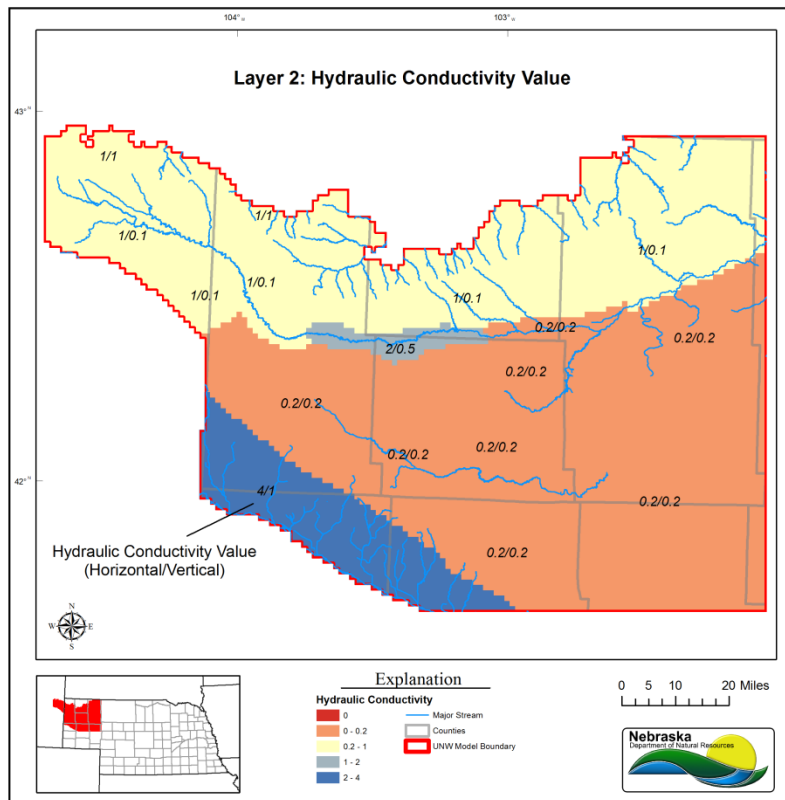 104°W 103°W
Layer 2: Hydraulic Conductivity Value
43°N
1/1
1/1
1/0.1
1/0.1
1/0.1
1/0.1
1/0.1
0.2/0.2
0.2/0.2
2/0.5
0.2/0.2
0.2/0.2
0.2/0.2
0.2/0.2
42°N
4/1
0.2/0.2
0.2/0.2
Hydraulic Conductivity Value
(Horizontal/Vertical)
N
W E
S
Explanation
Hydraulic Conductivity
0
0 - 0.2
0.2 - 1
1 - 2
2 - 4
Major Stream
Counties
UNW Model Boundary
0 5 10 20 Miles
Nebraska
Department of Natural Resources